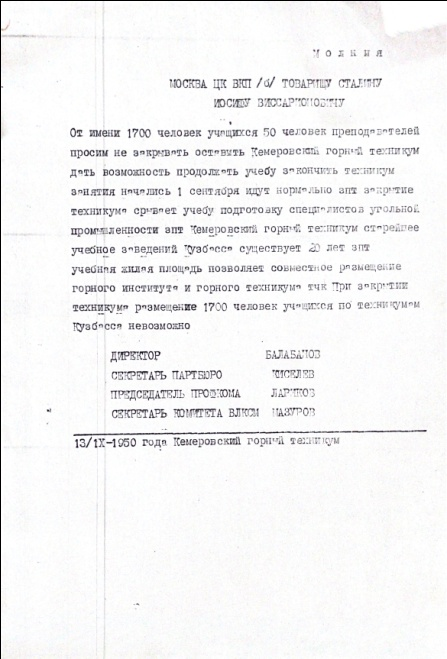 Молния
МОСКВА ЦК ВКП /б/ ТОВАРИЩУ СТАЛИНУ
ИОСИФУ ВИССАРИОНОВИЧУ
От имени 1700 человек учащихся 50 человек преподавателей
просим не закрывать оставить Кемеровский горный техникум
дать возможность продолжать учебу закончить техникум
занятия начались 1 сентября идут нормально зпт закрытие
техникума срывает учебу подготовку специалистов угольной
промышленности зпт Кемеровский горный техникум старейшее
учебное заведений Кузбасса существует 20 лет зпт
учебная жилая площадь позволяет совместное размещение
горного института и горного техникума тчк При закрытии
техникума размещение 1700 человек учащихся по техникумам
Кузбасса невозможно
ДИРЕКТОР БАЛАБАНОВ
СЕКРЕТАРЬ ПАРТБЮРО КИСЕЛЕВ
ПРЕДСЕДАТЕЛЬ ПРОФКОМА ЛАРИКОВ
СЕКРЕТАРЬ КОМИТЕТА ВЛКСМ МАЗУРОВ
13/IX-1950 года Кемеровский горный техникум